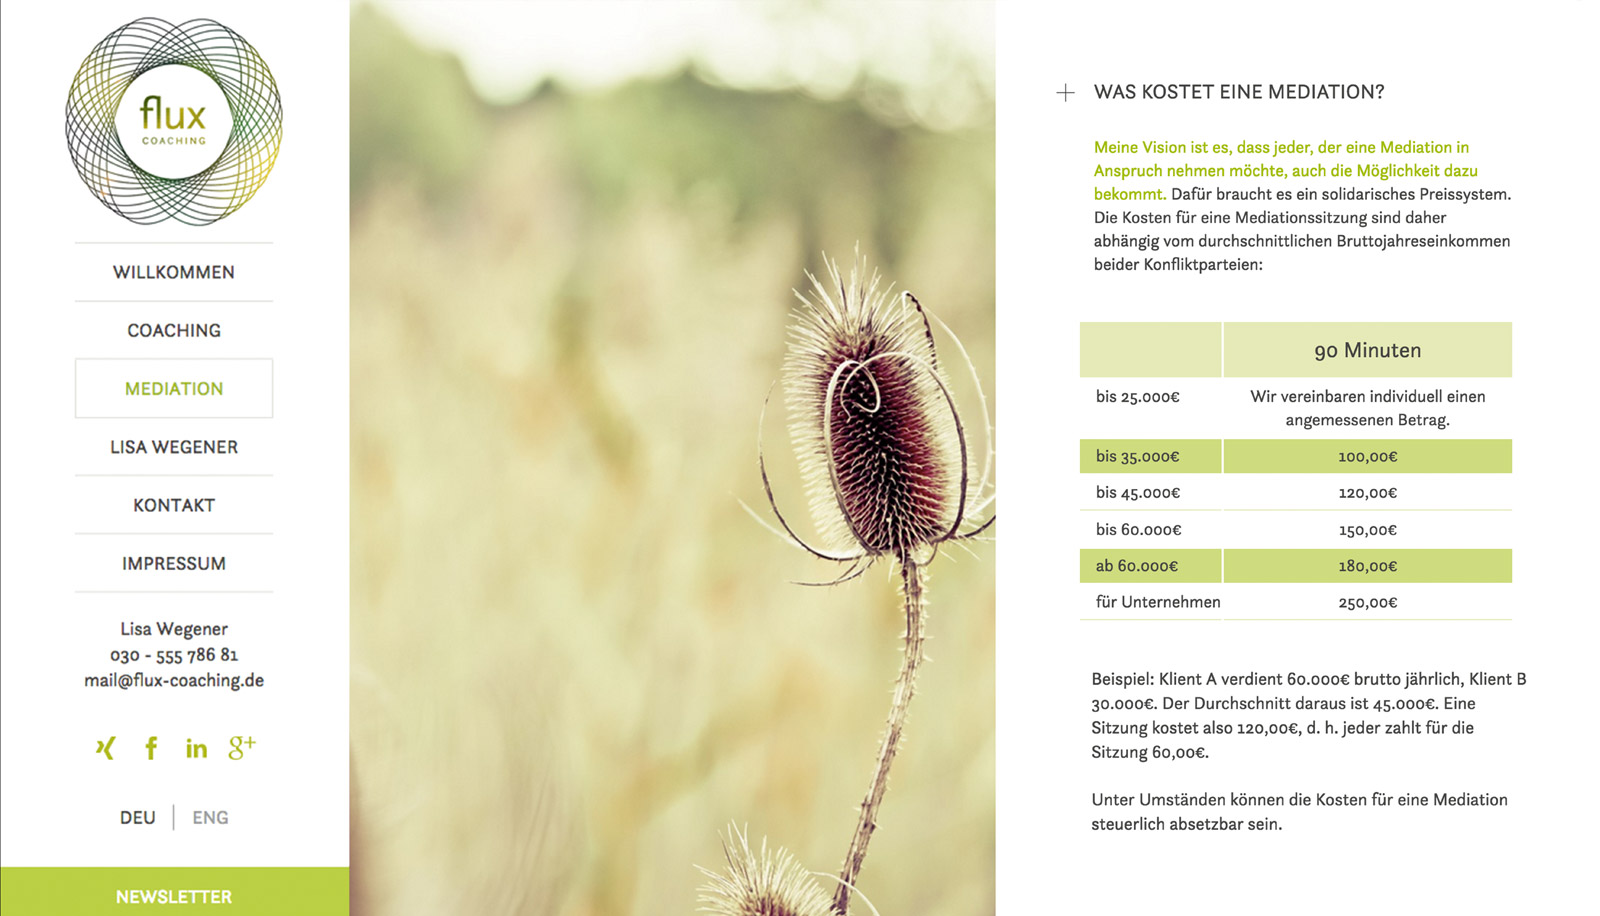 flux
COACHING
WILLKOMMEN
COACHING
MEDIATION
LISA WEGENER
KONTAKT
IMPRESSUM
Lisa Wegener
030 - 555 786 81
mail@flux-coaching.de
f in g+
DEU | ENG
NEWSLETTER
WAS KOSTET EINE MEDIATION?
Meine Vision ist es, dass jeder, der eine Mediation in
Anspruch nehmen möchte, auch die Möglichkeit dazu
bekommt. Dafür braucht es ein solidarisches Preissystem.
Die Kosten für eine Mediationssitzung sind daher
abhängig vom durchschnittlichen Bruttojahreseinkommen
beider Konfliktparteien:
90 Minuten
bis 25.000€ Wir vereinbaren individuell einen
angemessenen Betrag.
bis 35.000€ 100,00€
bis 45.000€ 120,00€
bis 60.000€ 150,00€
ab 60.000€ 180,00€
für Unternehmen 250,00€
Beispiel: Klient A verdient 60.000€ brutto jährlich, Klient B
30.000€. Der Durchschnitt daraus ist 45.000€. Eine
Sitzung kostet also 120,00€, d. h. jeder zahlt für die
Sitzung 60,00€.
Unter Umständen können die Kosten für eine Mediation
steuerlich absetzbar sein.